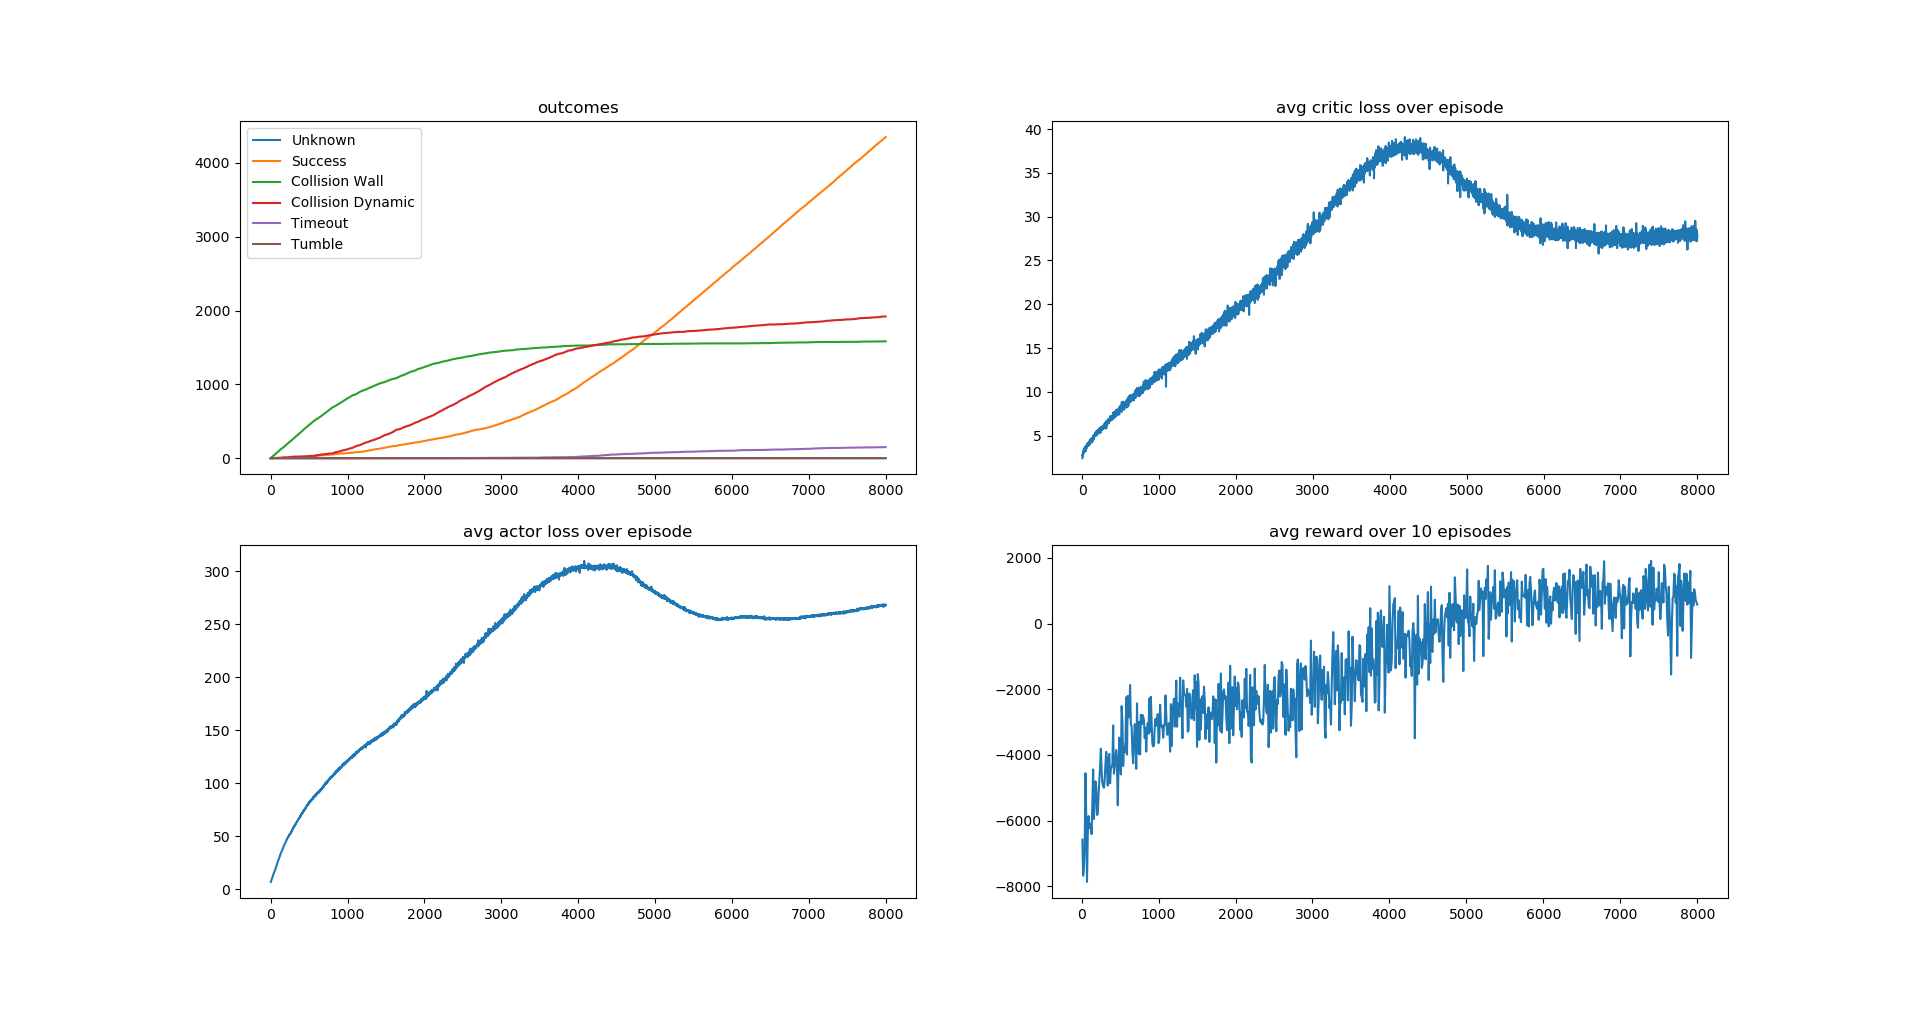 outcomes
Unknown
Success
Collision Wall
Collision Dynamic
Timeout
Tumble
4000
3000
2000
1000
0
0 1000 2000 3000 4000 5000 6000 7000 8000
avg critic loss over episode
40
35
30
25
20
15
10
5
0 1000 2000 3000 4000 5000 6000 7000 8000
avg actor loss over episode
300
250
200
150
100
50
0
0 1000 2000 3000 4000 5000 6000 7000 8000
avg reward over 10 episodes
2000
0
−2000
−4000
−6000
−8000
0 1000 2000 3000 4000 5000 6000 7000 8000